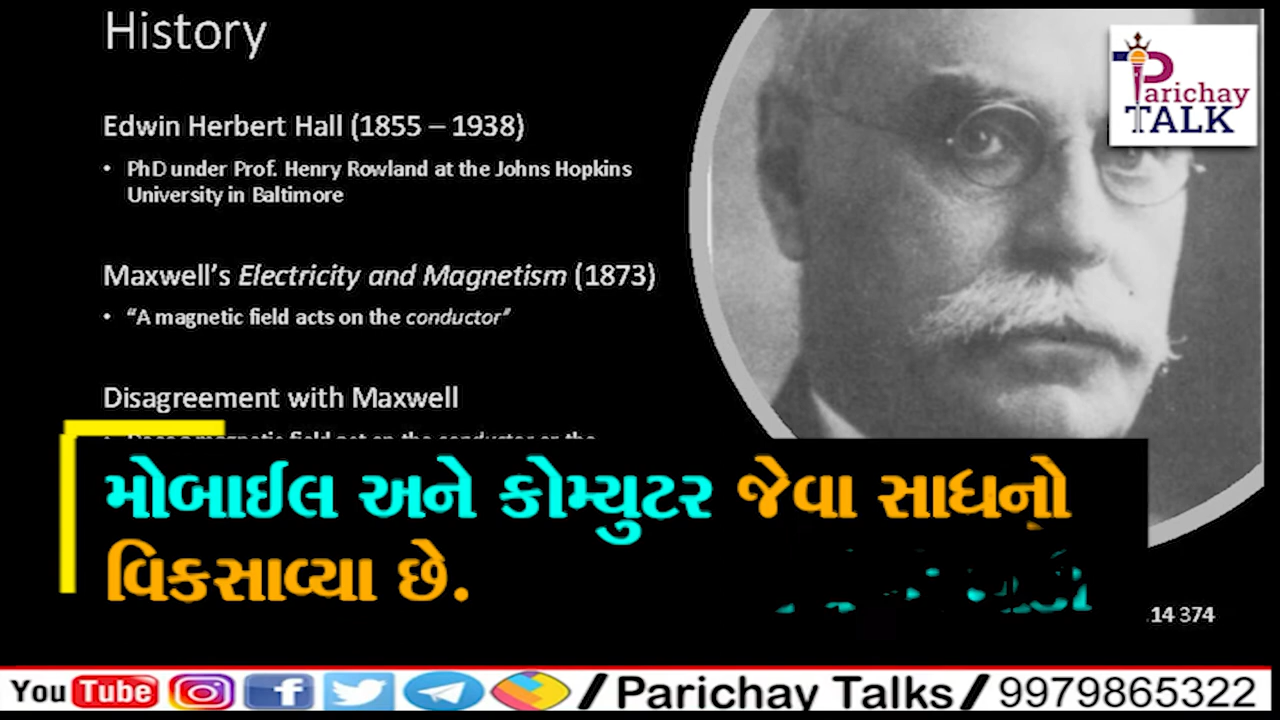 History
Parichay
TALK
Edwin Herbert Hall (1855 – 1938)
• PhD under Prof. Henry Rowland at the Johns Hopkins
University in Baltimore
Maxwell's Electricity and Magnetism (1873)
• “A magnetic field acts on the conductor”
Disagreement with Maxwell
મોબાઈલ અને કોમ્યુટર જેવા સાધનો
વિકસાવ્યા છે.
14 374
You Tube / Parichay Talks / 9979865322